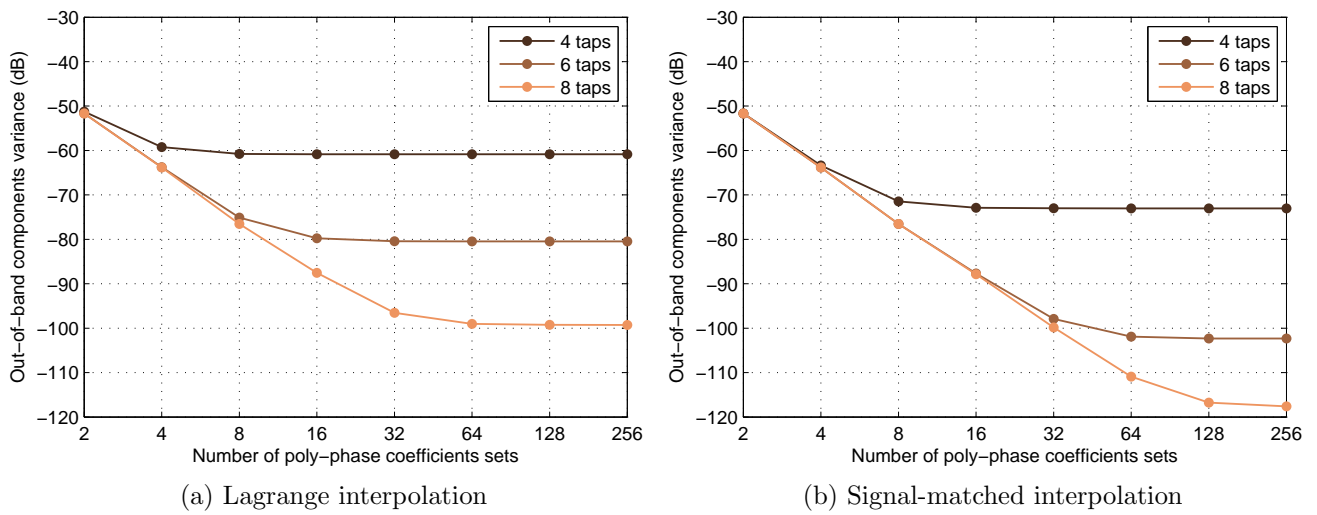 −30
−40
−50
−60
−70
−80
−90
−100
−110
−120
Out−of−band components variance (dB)
2 4 8 16 32 64 128 256
Number of poly−phase coefficients sets
4 taps
6 taps
8 taps
(a) Lagrange interpolation
−30
−40
−50
−60
−70
−80
−90
−100
−110
−120
Out−of−band components variance (dB)
2 4 8 16 32 64 128 256
Number of poly−phase coefficients sets
4 taps
6 taps
8 taps
(b) Signal-matched interpolation